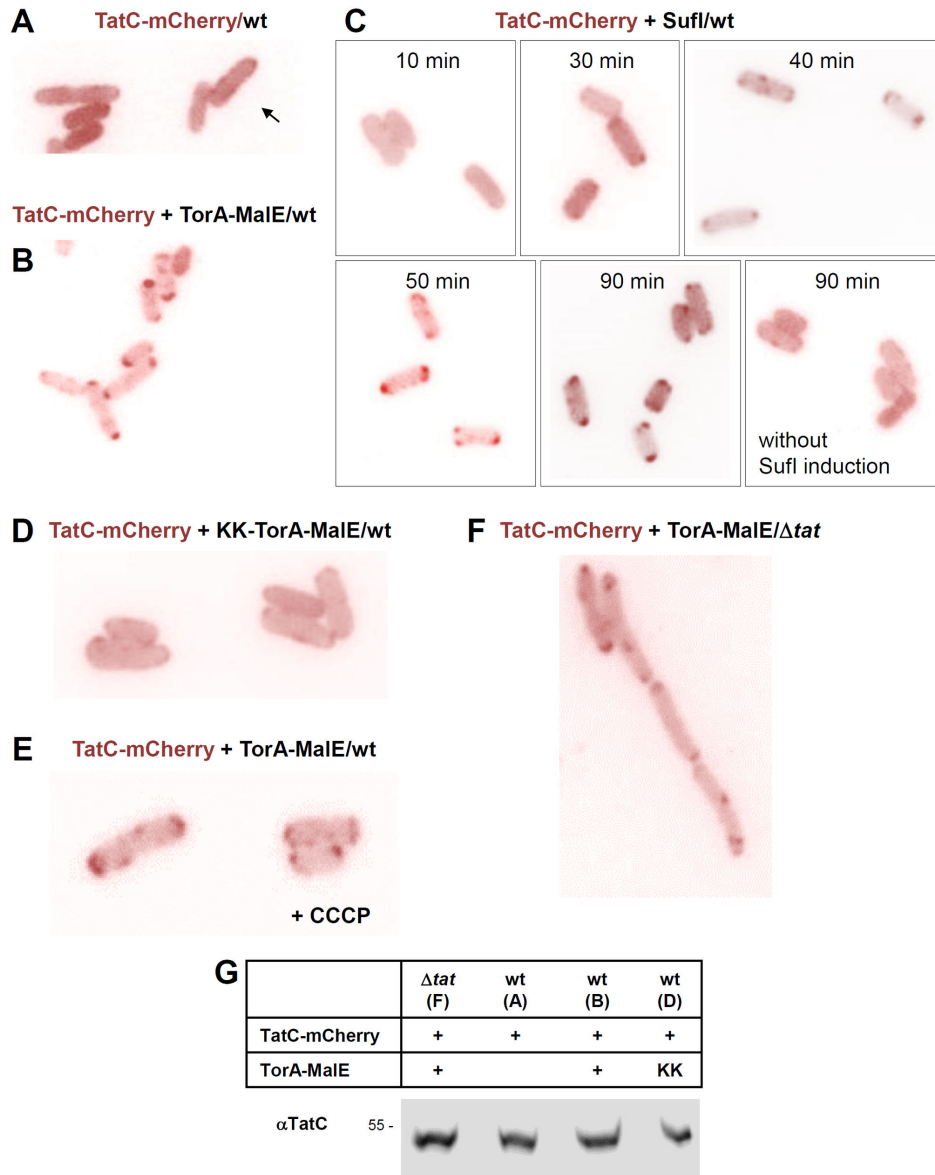 A
TatC-mCherry/wt
TatC-mCherry + TorA-MalE/wt
B
C
TatC-mCherry + SufI/wt
10 min
30 min
40 min
50 min
90 min
90 min
without
SufI induction
D
TatC-mCherry + KK-TorA-MalE/wt
E
TatC-mCherry + TorA-MalE/wt
+ CCCP
F
TatC-mCherry + TorA-MalE/Δtat
G
Δtat wt wt wt
(F) (A) (B) (D)
TatC-mCherry + + + +
TorA-MalE + + KK
αTatC 55 -